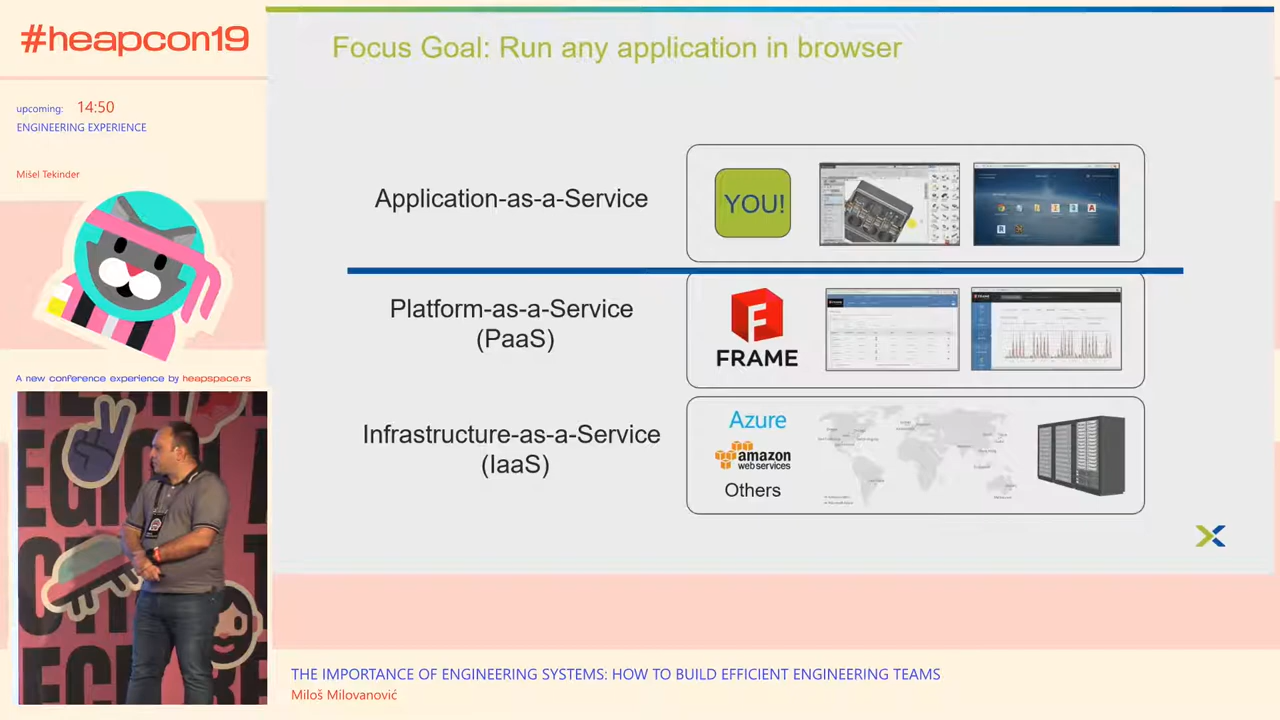 #heapcon19
upcoming: 14:50
ENGINEERING EXPERIENCE
Mišel Tekinder
A new conference experience by heapspace.rs
Focus Goal: Run any application in browser
Application-as-a-Service
YOU!
Platform-as-a-Service
(PaaS)
FRAME
Infrastructure-as-a-Service
(IaaS)
Azure
amazon
web services
Others
THE IMPORTANCE OF ENGINEERING SYSTEMS: HOW TO BUILD EFFICIENT ENGINEERING TEAMS
Miloš Milovanović